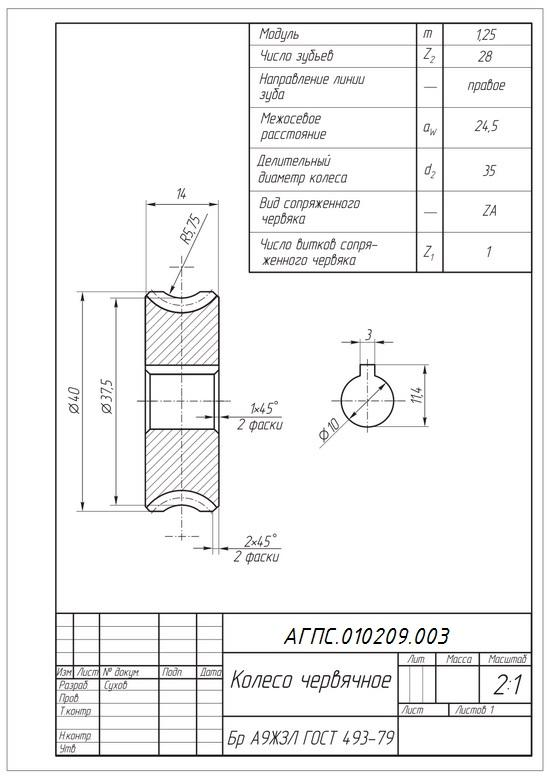 Модуль m 1,25
Число зубьев Z2 28
Направление линии
зуба — правое
Межосевое
расстояние aw 24,5
Делительный
диаметр колеса d2 35
Вид сопряженного
червяка — ZA
Число витков сопря-
женного червяка Z1 1
14
R5,75
3
⌀40
⌀37,5
1×45°
2 фаски
⌀10
11,4
2×45°
2 фаски
АГПС.010209.003
Изм. Лист № докум. Подп. Дата
Разраб. Сухов
Пров.
Т.контр.
Н.контр.
Утв.
Колесо червячное
Лит. Масса Масштаб
2:1
Лист Листов 1
Бр А9Ж3Л ГОСТ 493-79